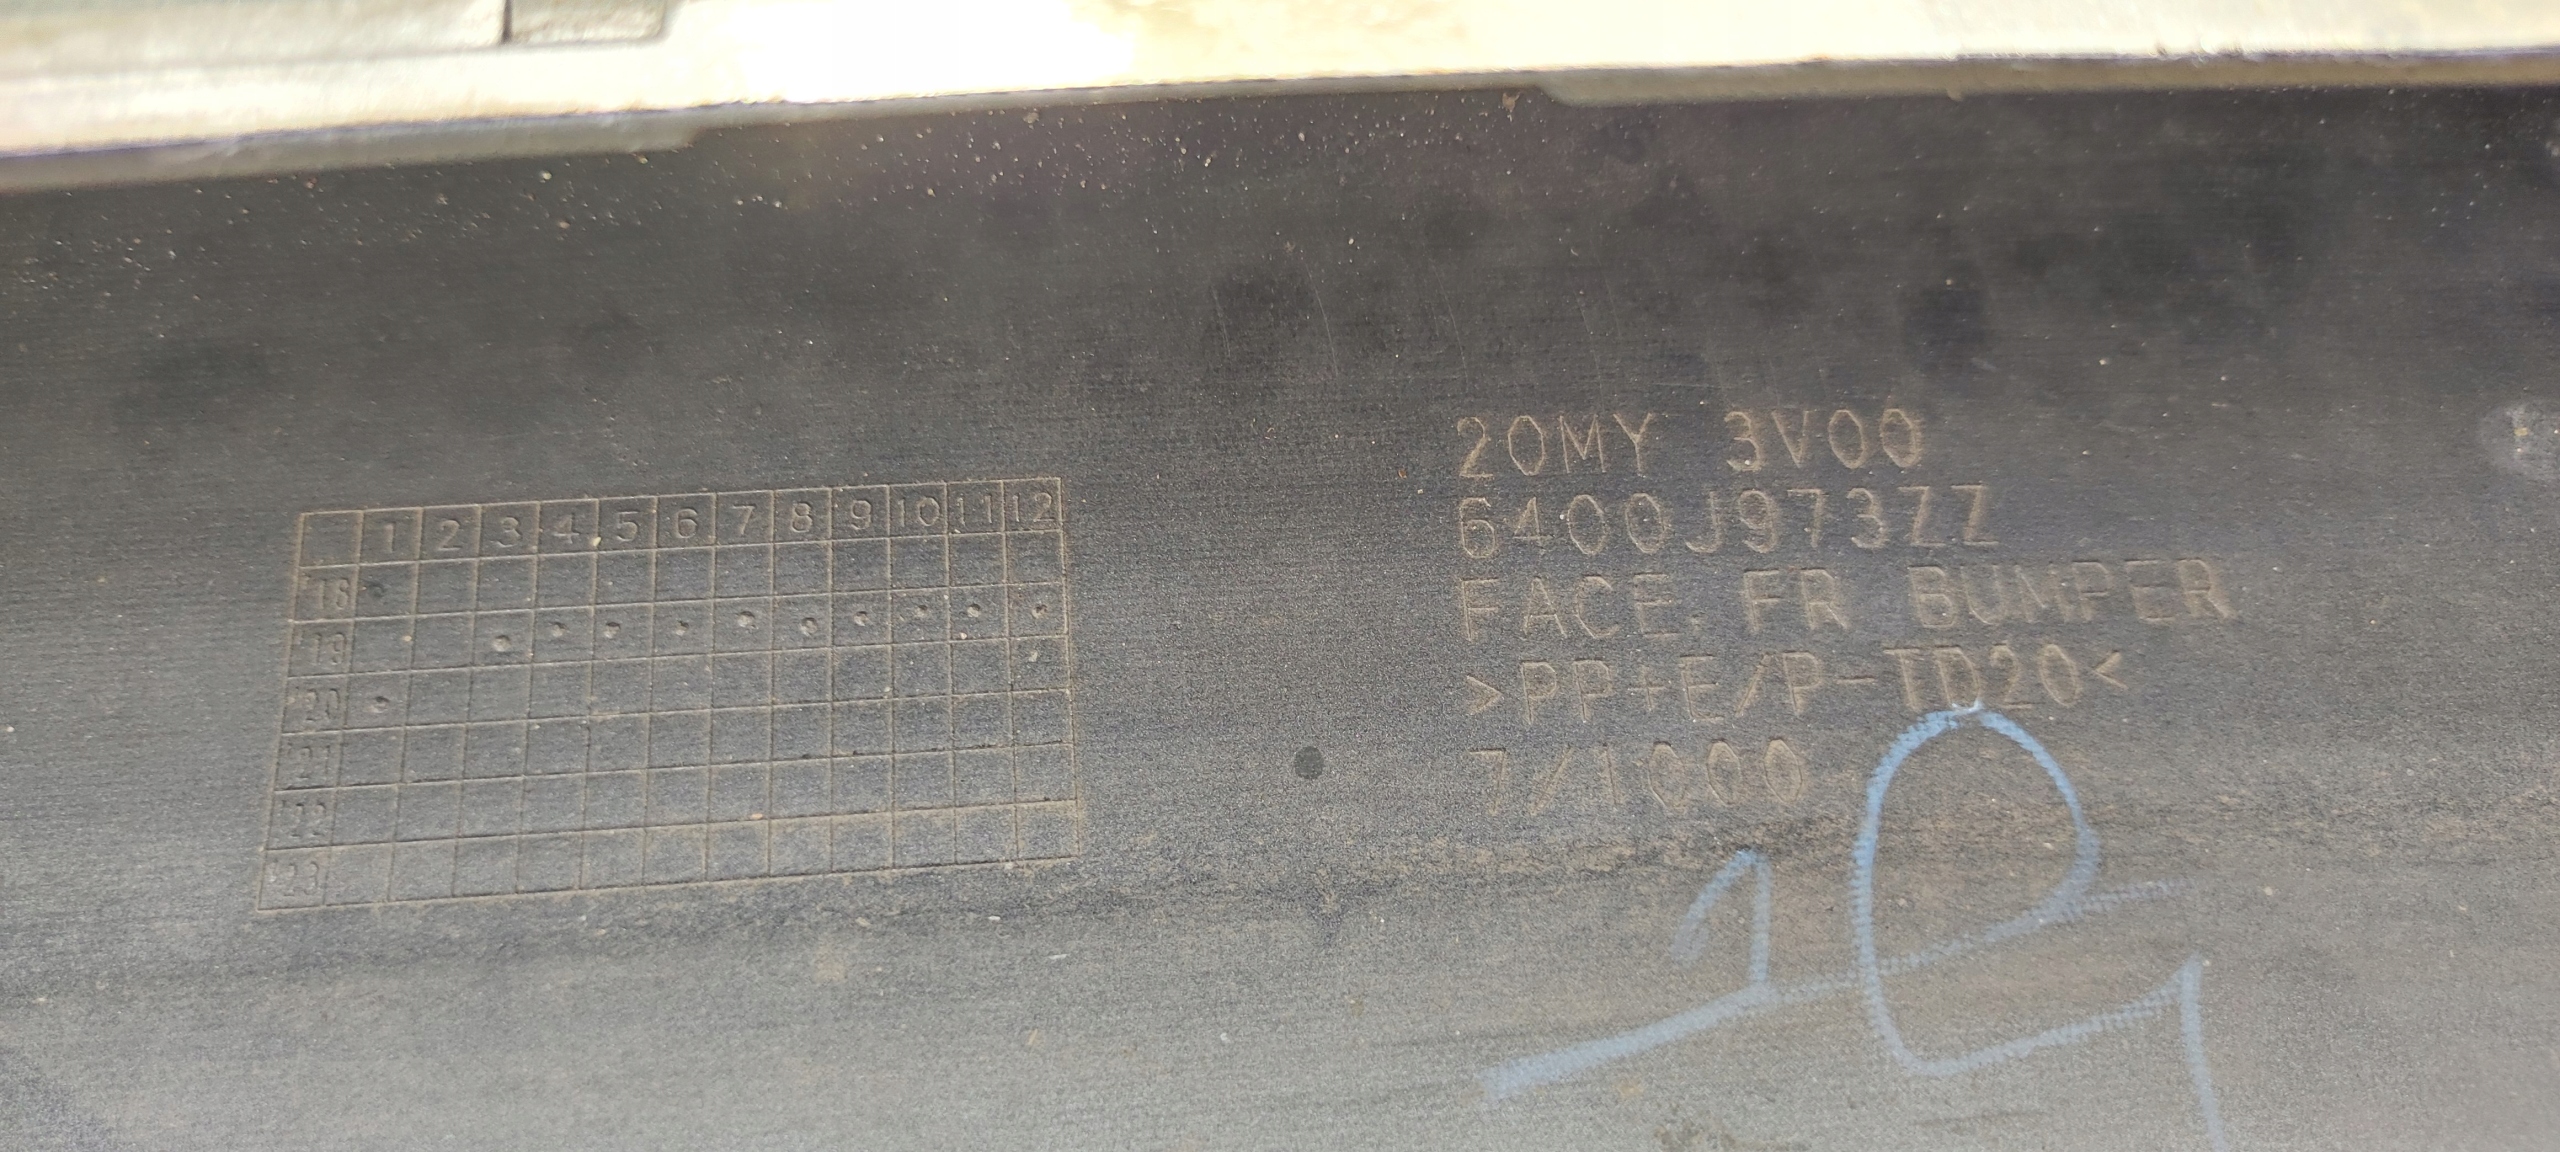 1 2 3 4 5 6 7 8 9 10 11 12
'18
'19
'20
'21
'22
'23
20MY 3V00
6400J973ZZ
FACE, FR BUMPER
>PP+E/P-TD20<
7/1000